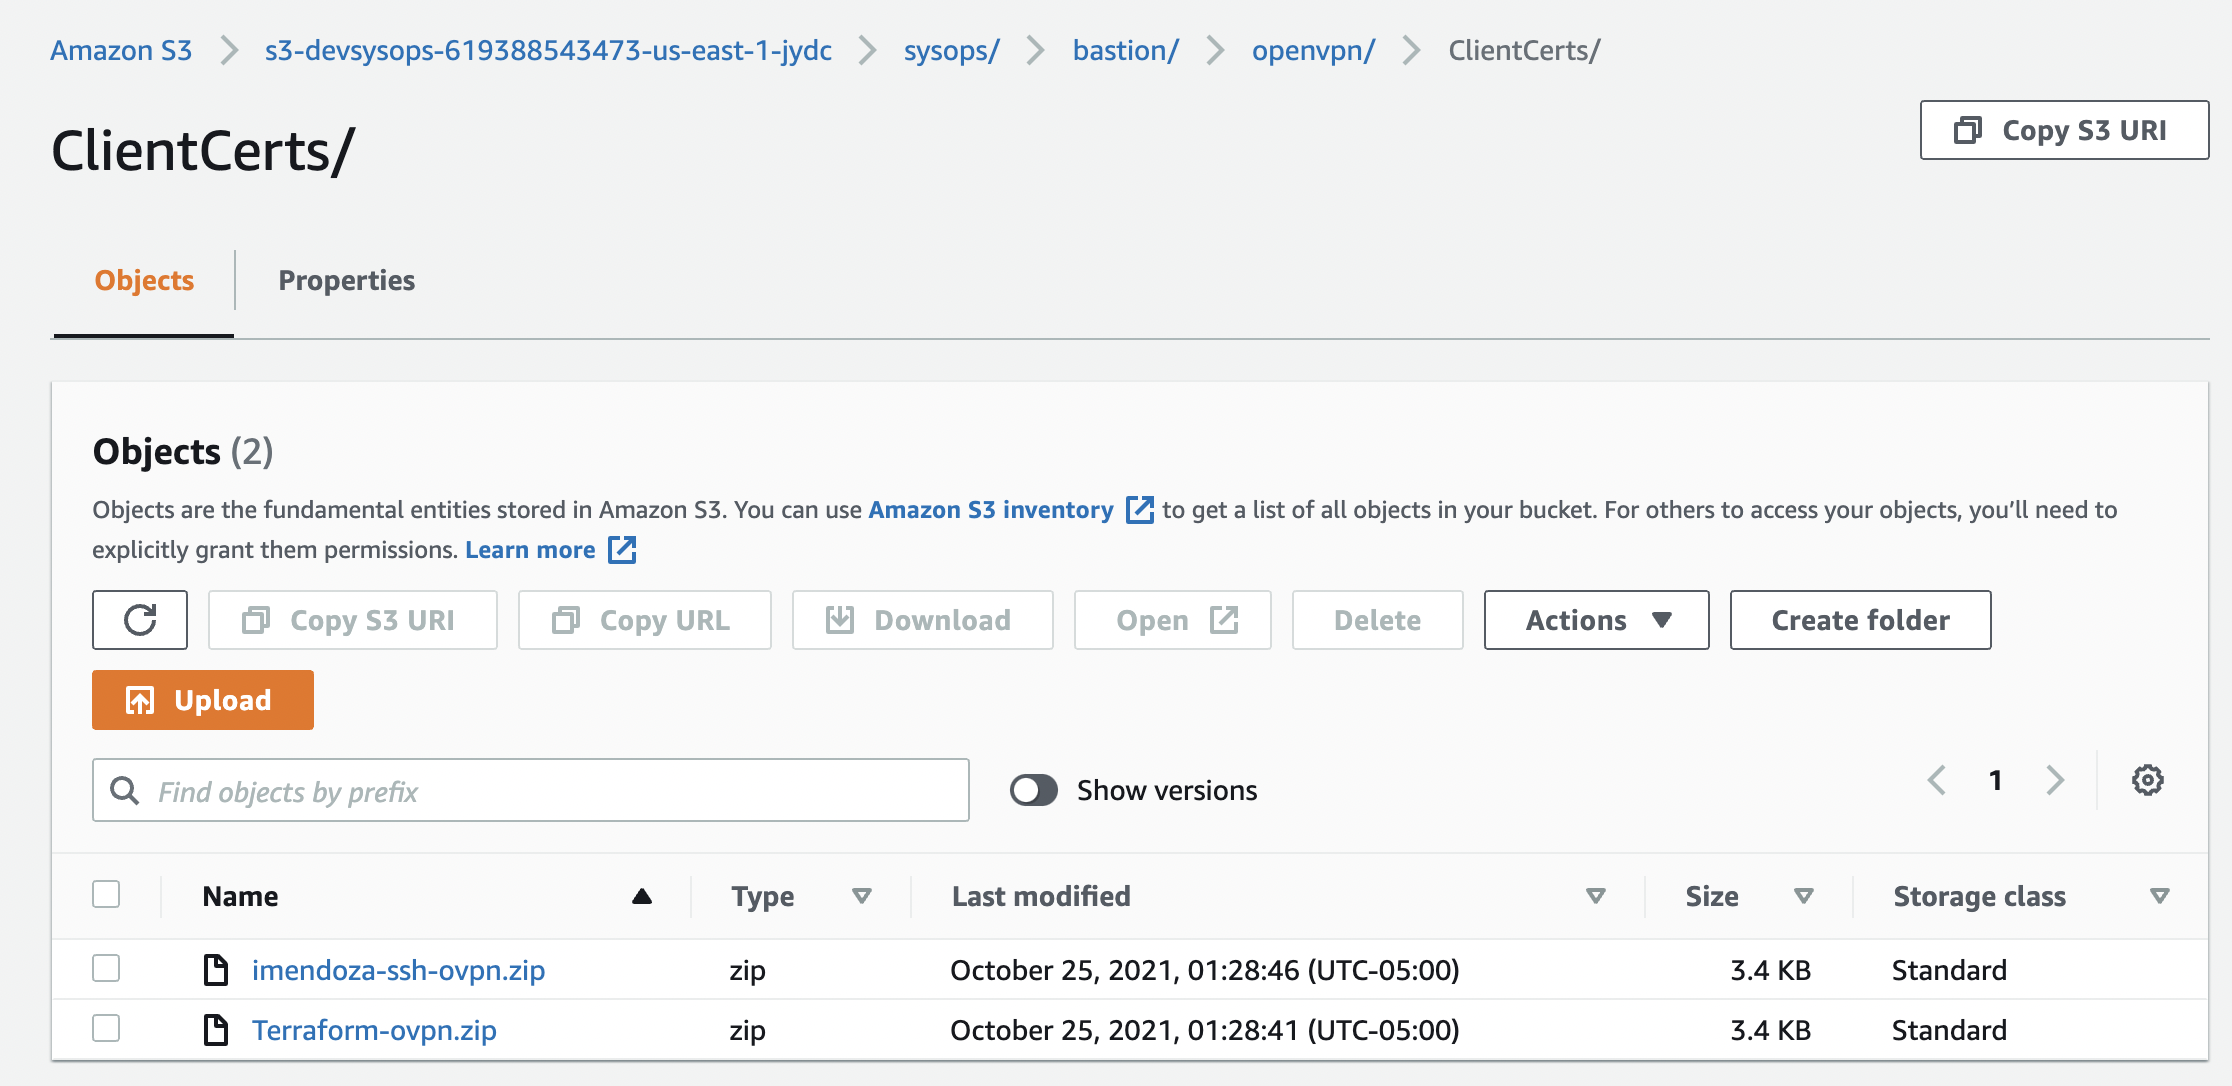 Amazon S3 s3-devsysops-619388543473-us-east-1-jydc sysops/ bastion/ openvpn/ ClientCerts/
ClientCerts/
Copy S3 URI
Objects Properties
Objects (2)
Objects are the fundamental entities stored in Amazon S3. You can use Amazon S3 inventory to get a list of all objects in your bucket. For others to access your objects, you’ll need to
explicitly grant them permissions. Learn more
Copy S3 URI Copy URL Download Open Delete Actions Create folder
Upload
Find objects by prefix Show versions 1
Name Type Last modified Size Storage class
imendoza-ssh-ovpn.zip zip October 25, 2021, 01:28:46 (UTC-05:00) 3.4 KB Standard
Terraform-ovpn.zip zip October 25, 2021, 01:28:41 (UTC-05:00) 3.4 KB Standard